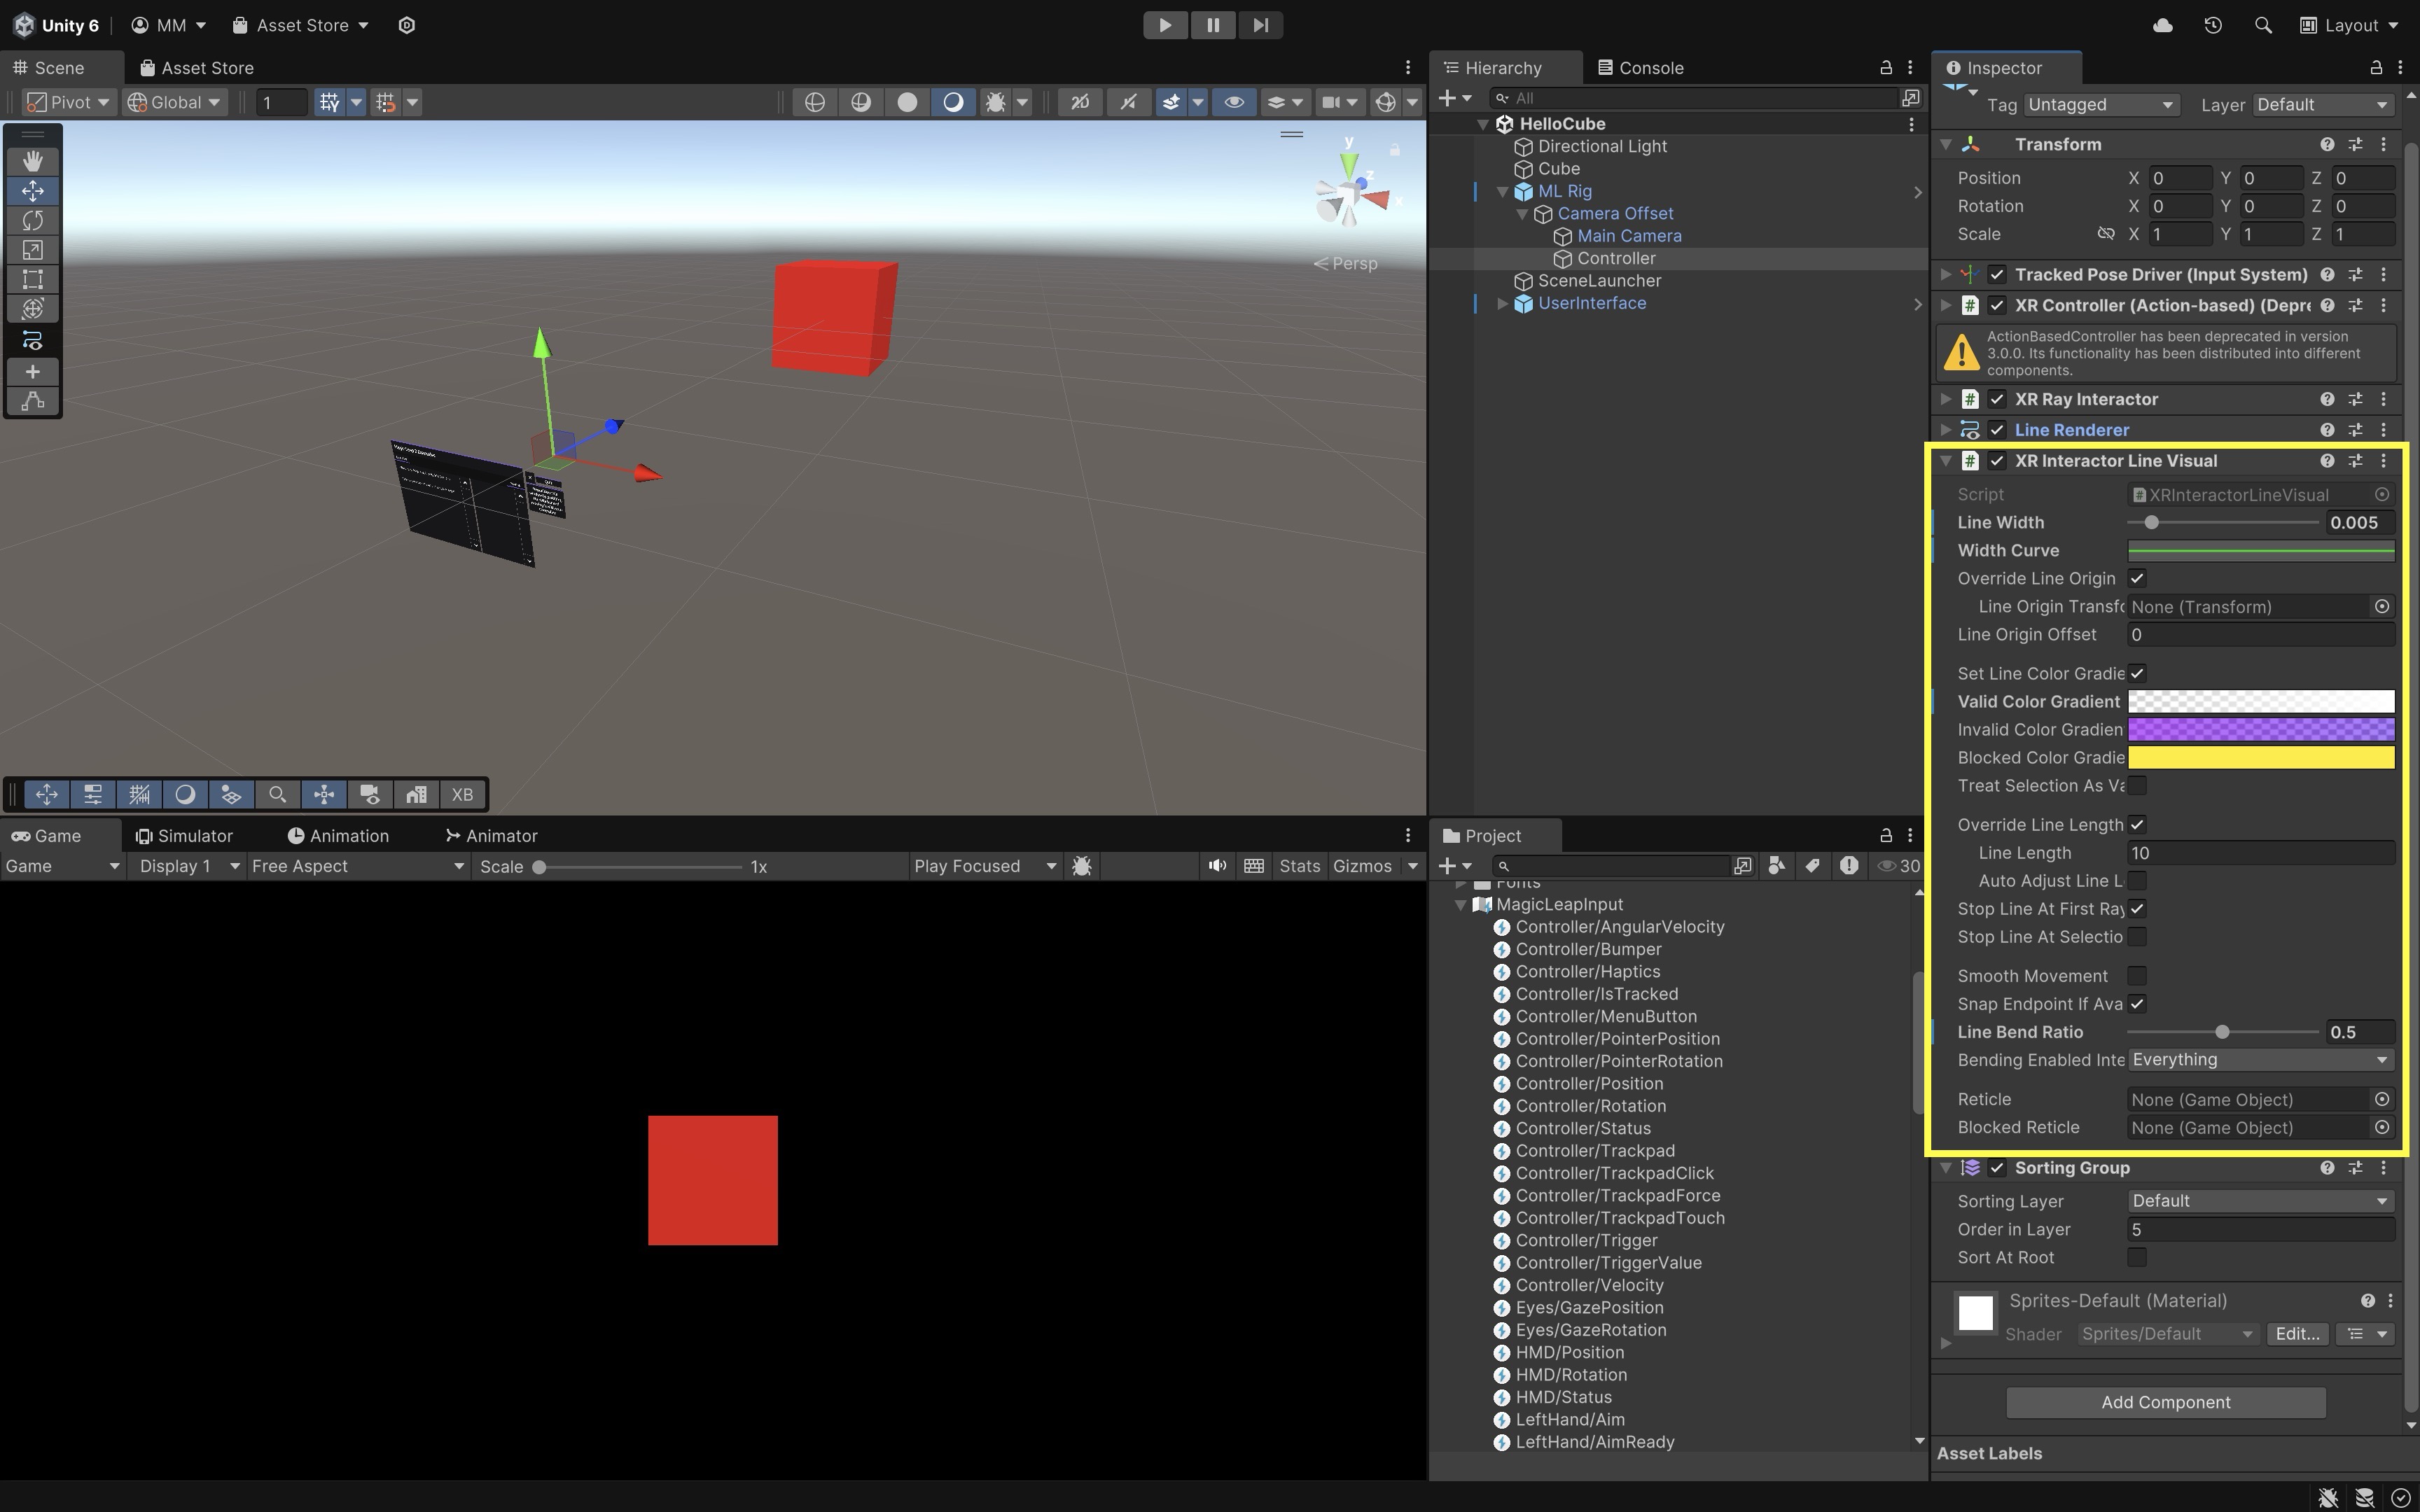 Unity 6 MM Asset Store Layout
Scene Asset Store
Pivot Global 1 2D
y
z
x
Persp
XB
Hierarchy Console
All
HelloCube
Directional Light
Cube
ML Rig
Camera Offset
Main Camera
Controller
SceneLauncher
UserInterface
Game Simulator Animation Animator
Game Display 1 Free Aspect Scale 1x Play Focused Stats Gizmos
Project
30
Fonts
MagicLeapInput
Controller/AngularVelocity
Controller/Bumper
Controller/Haptics
Controller/IsTracked
Controller/MenuButton
Controller/PointerPosition
Controller/PointerRotation
Controller/Position
Controller/Rotation
Controller/Status
Controller/Trackpad
Controller/TrackpadClick
Controller/TrackpadForce
Controller/TrackpadTouch
Controller/Trigger
Controller/TriggerValue
Controller/Velocity
Eyes/GazePosition
Eyes/GazeRotation
HMD/Position
HMD/Rotation
HMD/Status
LeftHand/Aim
LeftHand/AimReady
Inspector
Tag Untagged Layer Default
Transform
Position X 0 Y 0 Z 0
Rotation X 0 Y 0 Z 0
Scale X 1 Y 1 Z 1
Tracked Pose Driver (Input System)
XR Controller (Action-based) (Depre
ActionBasedController has been deprecated in version
3.0.0. Its functionality has been distributed into different
components.
XR Ray Interactor
Line Renderer
XR Interactor Line Visual
Script XRInteractorLineVisual
Line Width 0.005
Width Curve
Override Line Origin
Line Origin Transfo None (Transform)
Line Origin Offset 0
Set Line Color Gradie
Valid Color Gradient
Invalid Color Gradien
Blocked Color Gradie
Treat Selection As Va
Override Line Length
Line Length 10
Auto Adjust Line L
Stop Line At First Ray
Stop Line At Selectio
Smooth Movement
Snap Endpoint If Ava
Line Bend Ratio 0.5
Bending Enabled Inte Everything
Reticle None (Game Object)
Blocked Reticle None (Game Object)
Sorting Group
Sorting Layer Default
Order in Layer 5
Sort At Root
Sprites-Default (Material)
Shader Sprites/Default Edit...
Add Component
Asset Labels